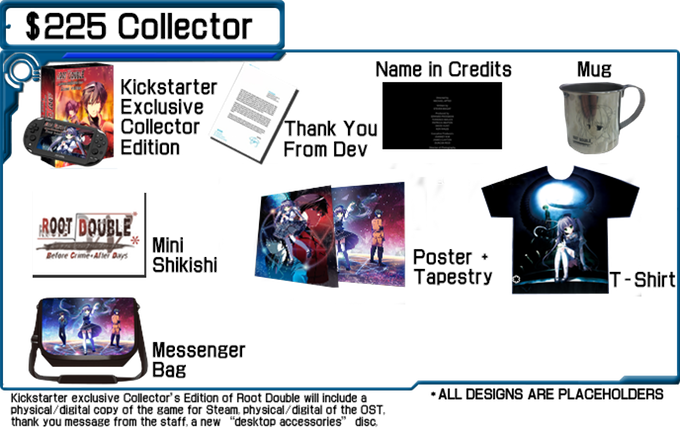 $225 Collector
Kickstarter
Exclusive
Collector
Edition
Thank You
From Dev
Name in Credits
Mug
ROOT DOUBLE
Before Crime*After Days
Mini
Shikishi
Poster +
Tapestry
T-Shirt
Messenger
Bag
•ALL DESIGNS ARE PLACEHOLDERS
Kickstarter exclusive Collector's Edition of Root Double will include a
physical/digital copy of the game for Steam, physical/digital of the OST,
thank you message from the staff, a new “desktop accessories” disc,